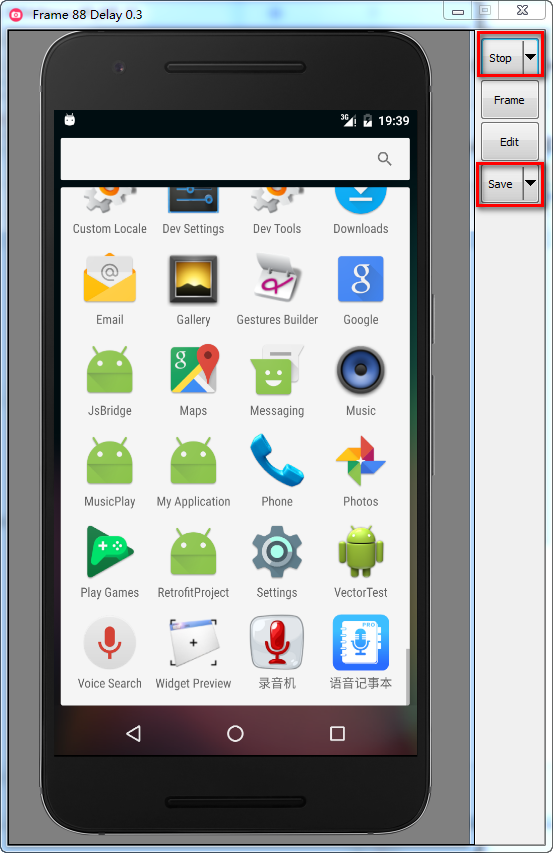 Frame 88 Delay 0.3
Stop
Frame
Edit
Save
3G 19:39
Custom Locale Dev Settings Dev Tools Downloads
Email Gallery Gestures Builder Google
JsBridge Maps Messaging Music
MusicPlay My Application Phone Photos
Play Games RetrofitProject Settings VectorTest
PRO
Voice Search Widget Preview 录音机 语音记事本